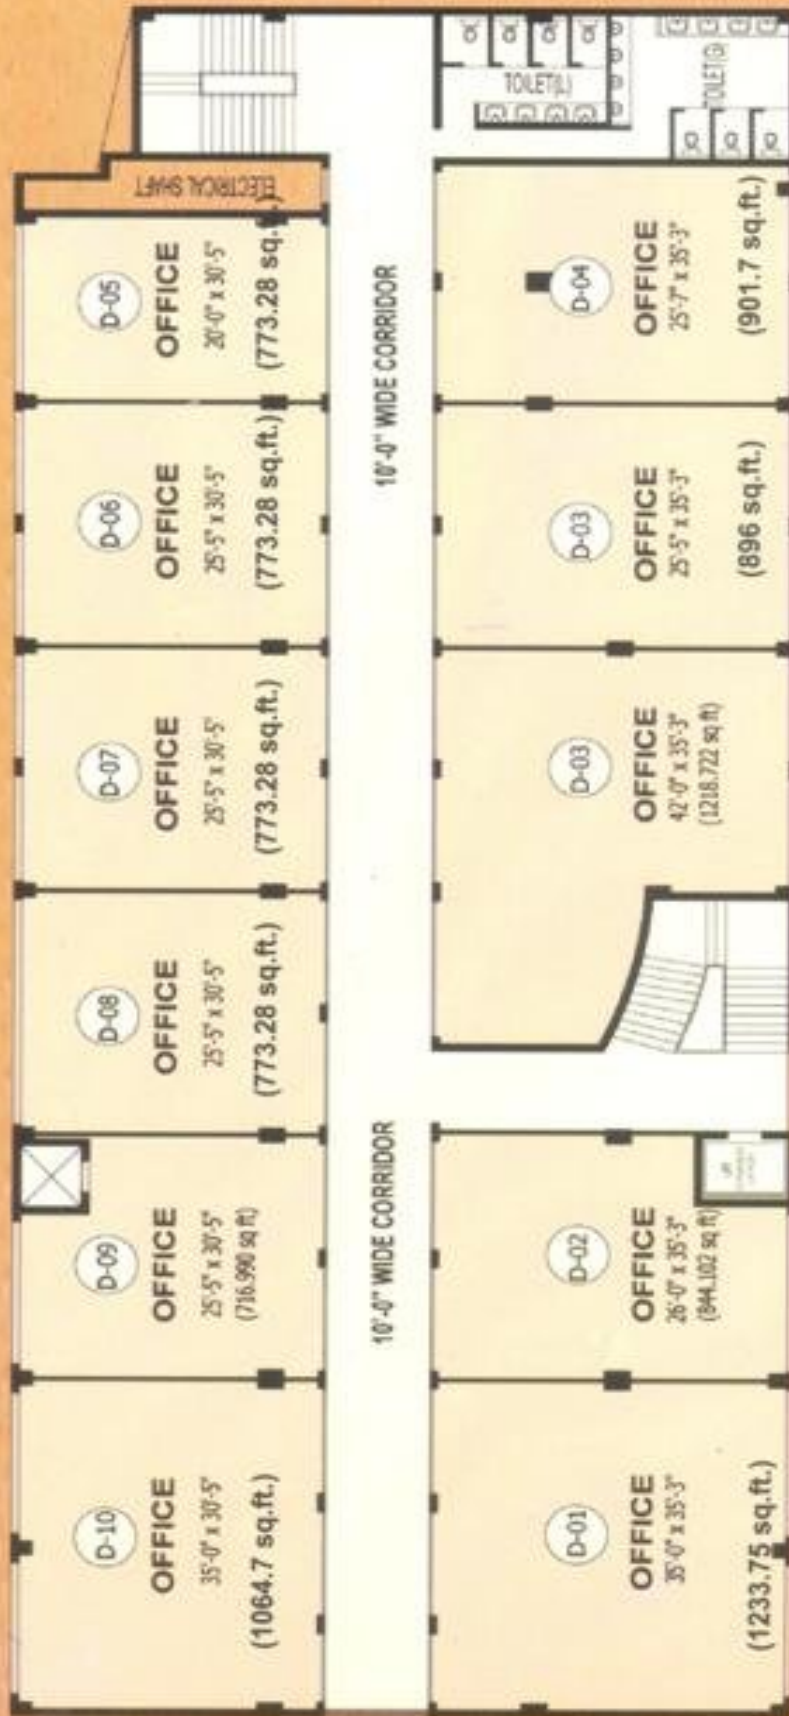 TOILET(L)
TOILET(G)
ELECTRICAL SHAFT
D-05
OFFICE
20'-0" x 30'-5"
(773.28 sq.ft.)
D-06
OFFICE
25'-5" x 30'-5"
(773.28 sq.ft.)
D-07
OFFICE
25'-5" x 30'-5"
(773.28 sq.ft.)
D-08
OFFICE
25'-5" x 30'-5"
(773.28 sq.ft.)
D-09
OFFICE
25'-5" x 30'-5"
(716.990 sq ft)
D-10
OFFICE
35'-0" x 30'-5"
(1064.7 sq.ft.)
10'-0" WIDE CORRIDOR
10'-0" WIDE CORRIDOR
D-04
OFFICE
25'-7" x 35'-3"
(901.7 sq.ft.)
D-03
OFFICE
25'-5" x 35'-3"
(896 sq.ft.)
D-03
OFFICE
42'-0" x 35'-3"
(1218.722 sq ft)
D-02
OFFICE
26'-0" x 35'-3"
(844.102 sq ft)
D-01
OFFICE
35'-0" x 35'-3"
(1233.75 sq.ft.)